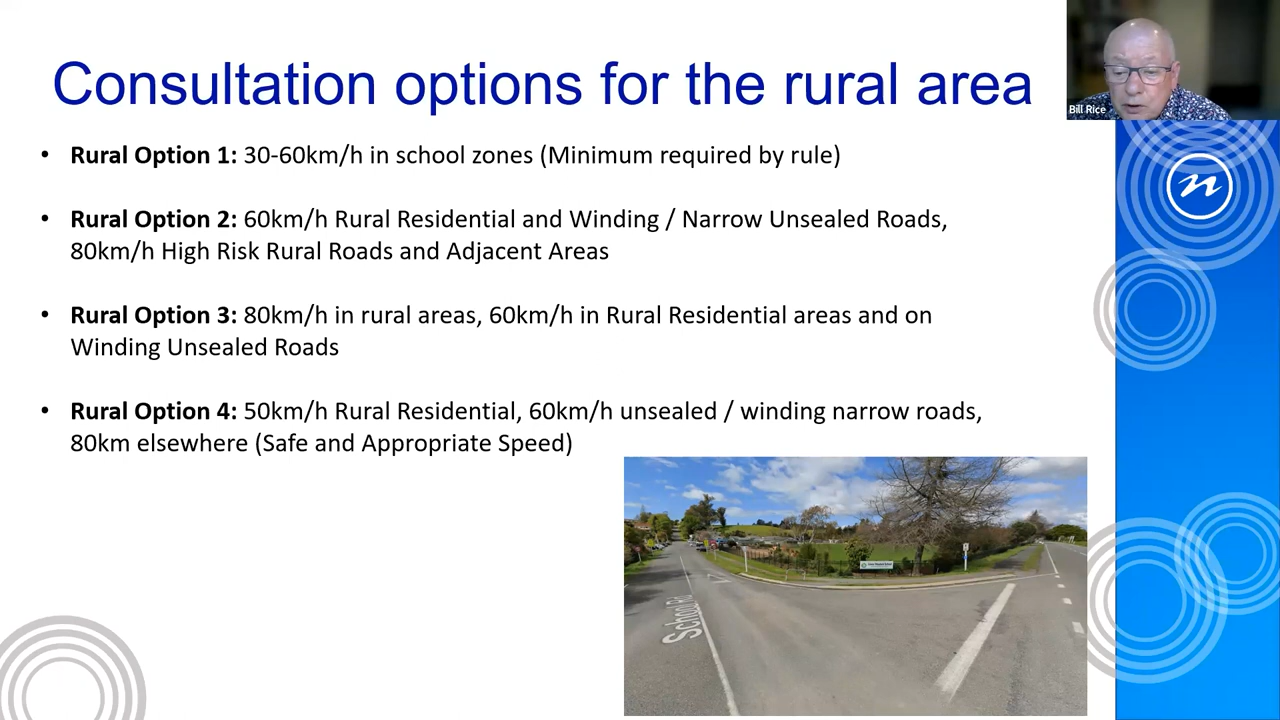 Consultation options for the rural area
Bill Rice
• Rural Option 1: 30-60km/h in school zones (Minimum required by rule)
• Rural Option 2: 60km/h Rural Residential and Winding / Narrow Unsealed Roads,
80km/h High Risk Rural Roads and Adjacent Areas
• Rural Option 3: 80km/h in rural areas, 60km/h in Rural Residential areas and on
Winding Unsealed Roads
• Rural Option 4: 50km/h Rural Residential, 60km/h unsealed / winding narrow roads,
80km elsewhere (Safe and Appropriate Speed)
School Rd